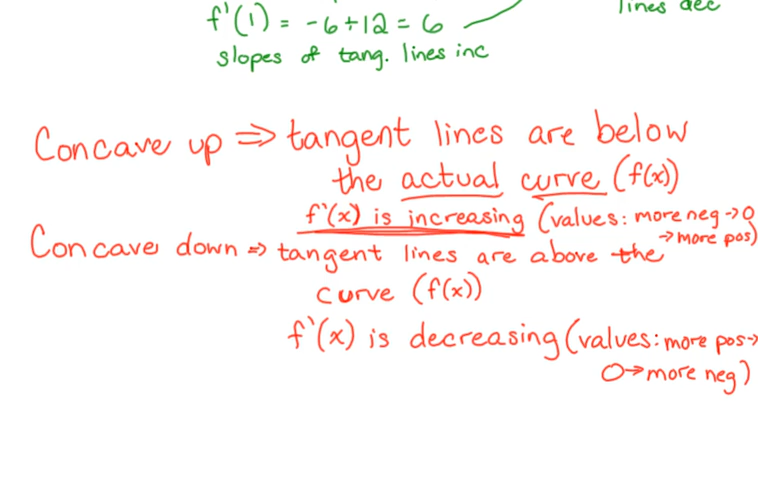 f'(1) = -6+12 = 6
lines dec
slopes of tang. lines inc
Concave up ⇒ tangent lines are below
the actual curve (f(x))
f'(x) is increasing (values: more neg → 0
→ more pos)
Concave down ⇒ tangent lines are above the
curve (f(x))
f'(x) is decreasing (values: more pos →
0 → more neg)